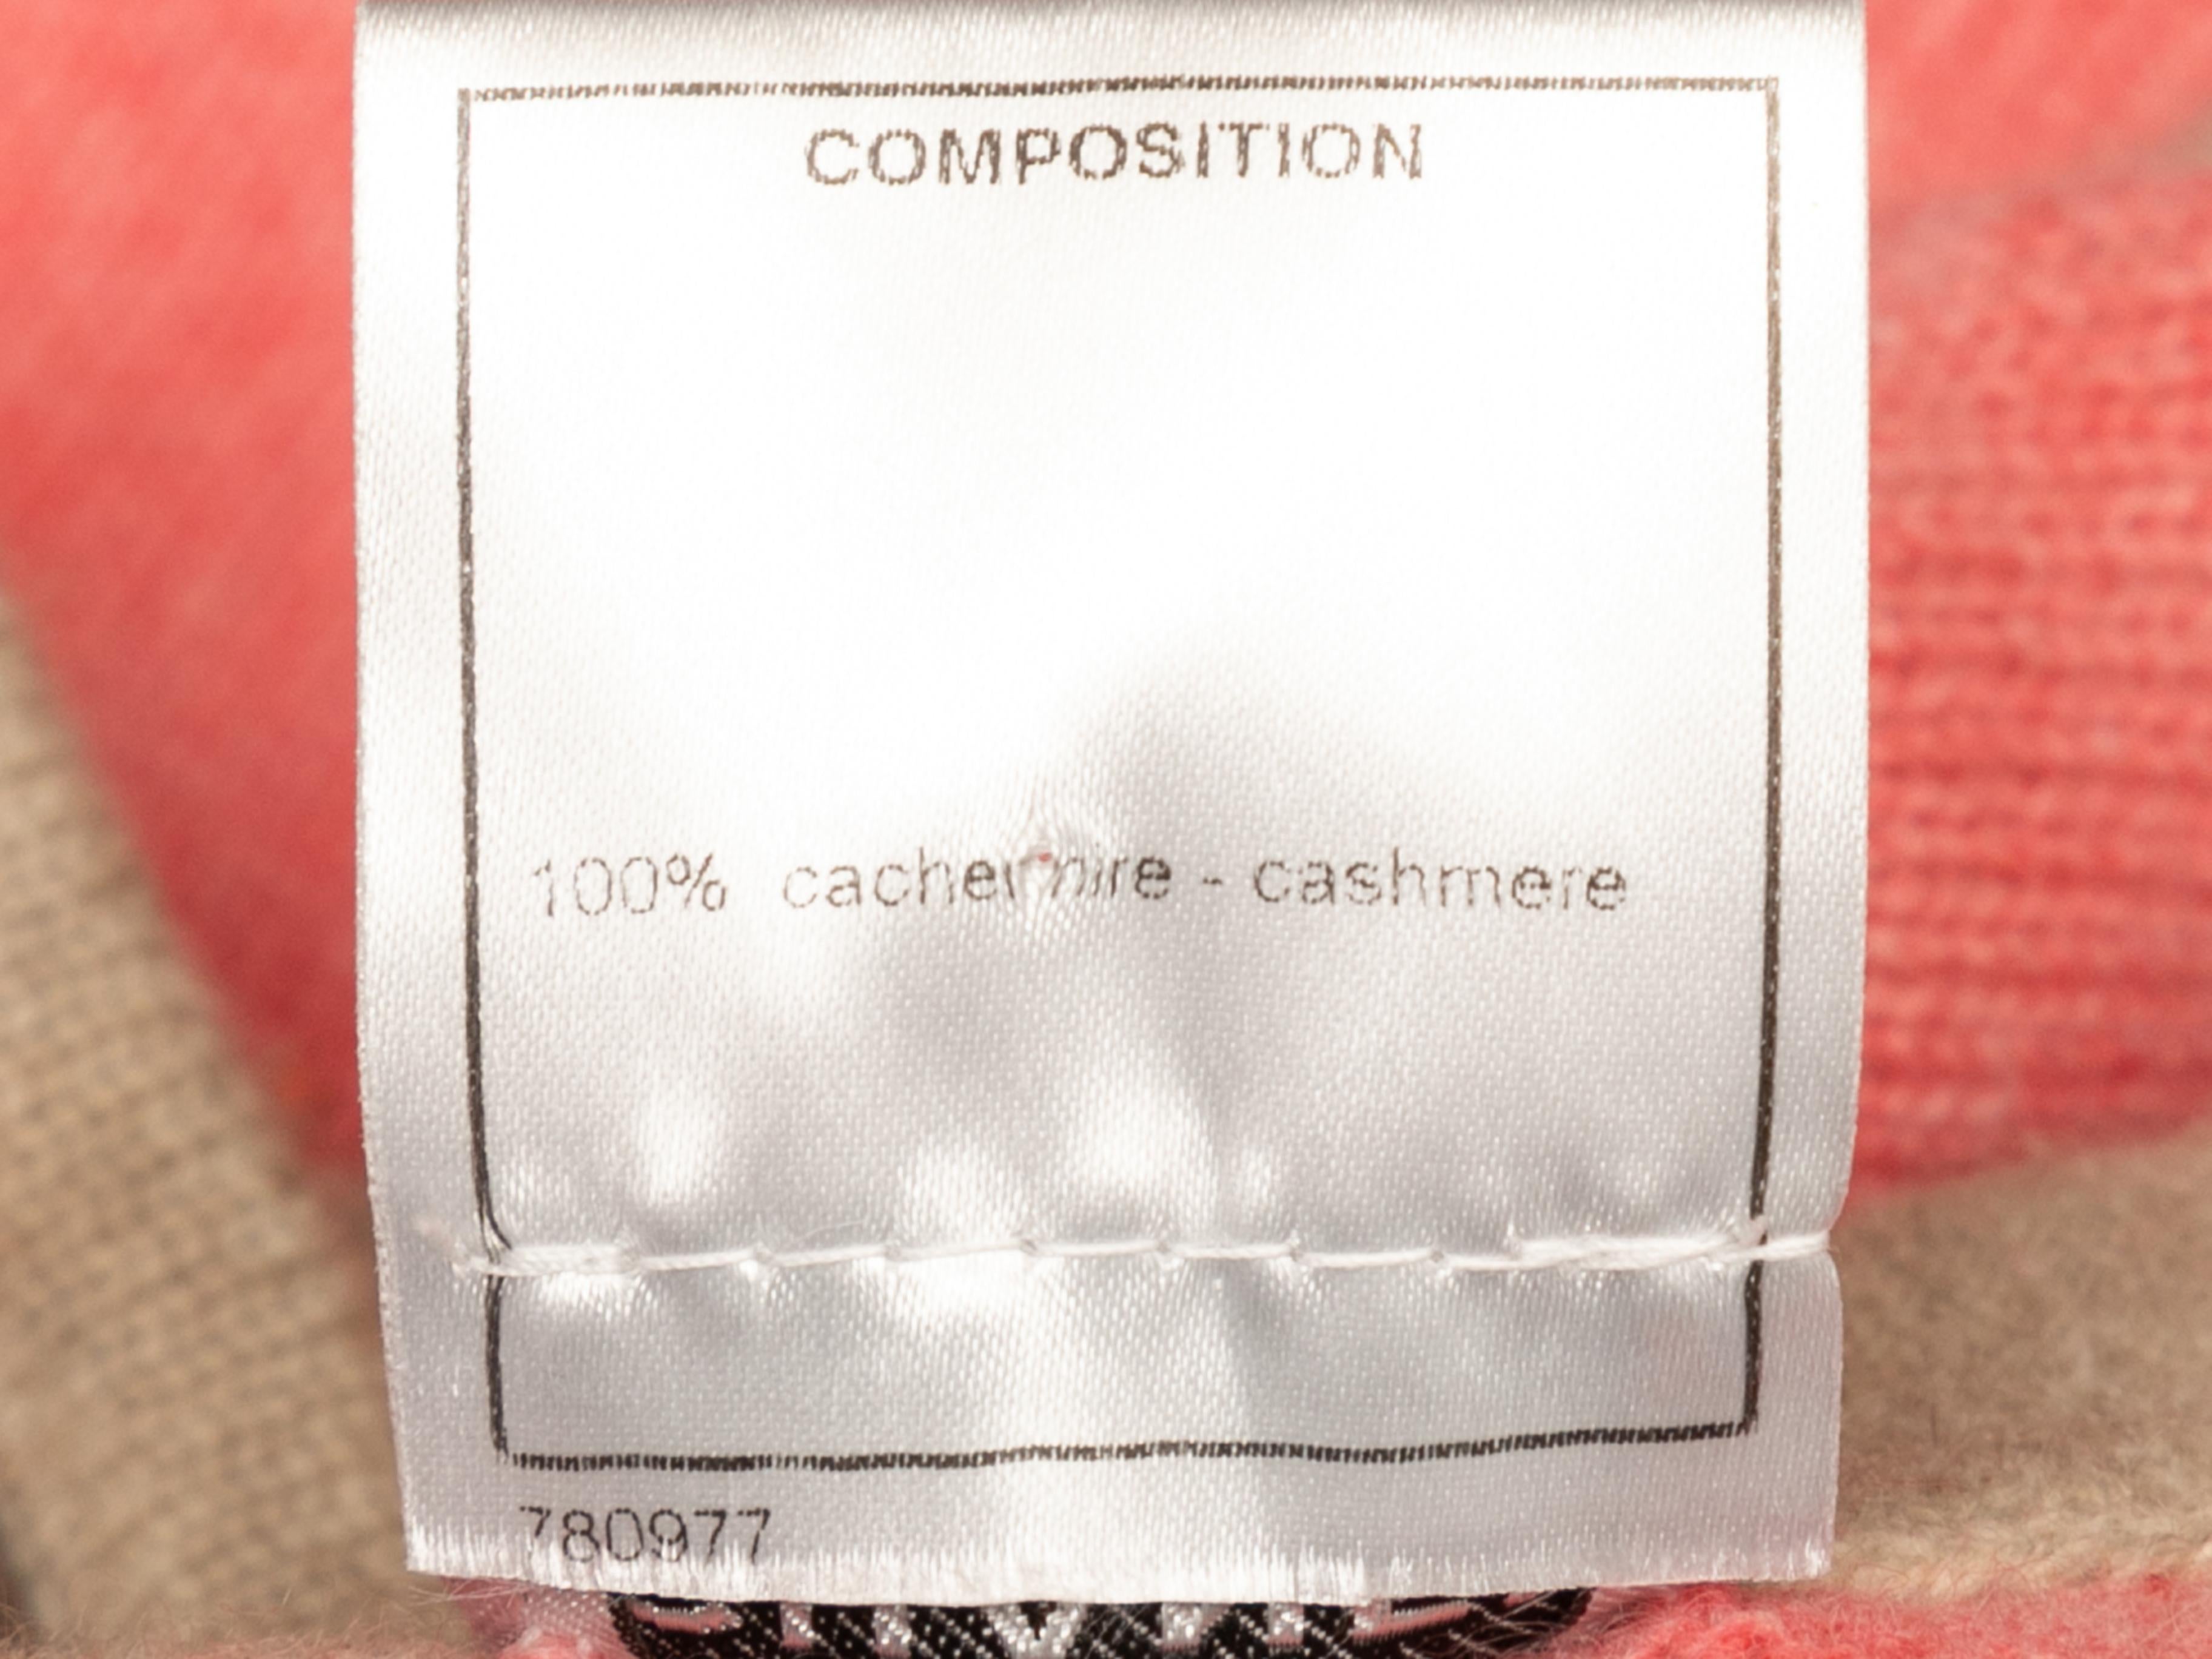 COMPOSITION
100% cachemire - cashmere
780977